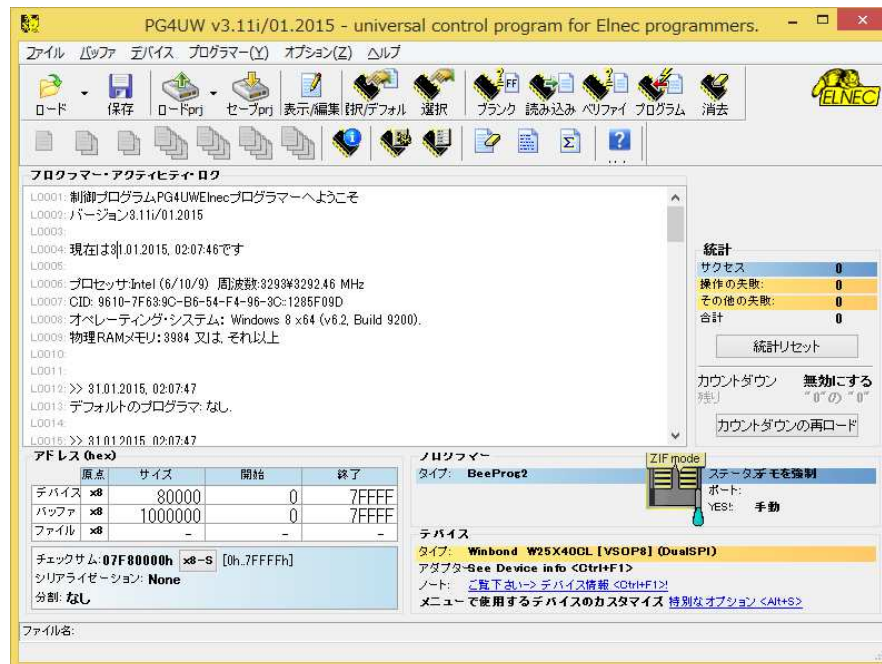 PG4UW v3.11i/01.2015 - universal control program for Elnec programmers.
ファイル バッファ デバイス プログラマー(Y) オプション(Z) ヘルプ
ロード 保存 ロードprj セーブprj 表示/編集 択/デフォル 選択 ブランク 読み込み ベリファイ プログラム 消去
ELNEC
プログラマー・アクティビティ・ログ
L0001: 制御プログラムPG4UWElnecプログラマーへようこそ
L0002: バージョン3.11i/01.2015
L0003:
L0004: 現在は31.01.2015, 02:07:46です
L0005:
L0006: プロセッサ:Intel (6/10/9) 周波数:3293¥3292.46 MHz
L0007: CID: 9610-7F63:9C-B6-54-F4-96-3C::1285F09D
L0008: オペレーティング・システム: Windows 8 x64 (v6.2, Build 9200).
L0009: 物理RAMメモリ: 3984 又は, それ以上
L0010:
L0011:
L0012: >> 31.01.2015, 02:07:47
L0013: デフォルトのプログラマ: なし.
L0014:
L0015: >> 31.01.2015, 02:07:47
統計
サクセス 0
操作の失敗: 0
その他の失敗: 0
合計 0
統計リセット
カウントダウン 無効にする
残り "0"の "0"
カウントダウンの再ロード
アドレス (hex)
原点 サイズ 開始 終了
デバイス x8 80000 0 7FFFF
バッファ x8 1000000 0 7FFFF
ファイル x8 - - -
チェックサム: 07F80000h x8-S [0h..7FFFFh]
シリアライゼーション: None
分割: なし
プログラマー
ZIF mode
タイプ: BeeProg2
ステータス デモを強制
ポート:
YES!: 手動
デバイス
タイプ: Winbond W25X40CL [VSOP8] (DualSPI)
アダプター See Device info <Ctrl+F1>
ノート: ご覧下さい-> デバイス情報 <Ctrl+F1>!
メニューで使用するデバイスのカスタマイズ 特別なオプション <Alt+S>
ファイル名: